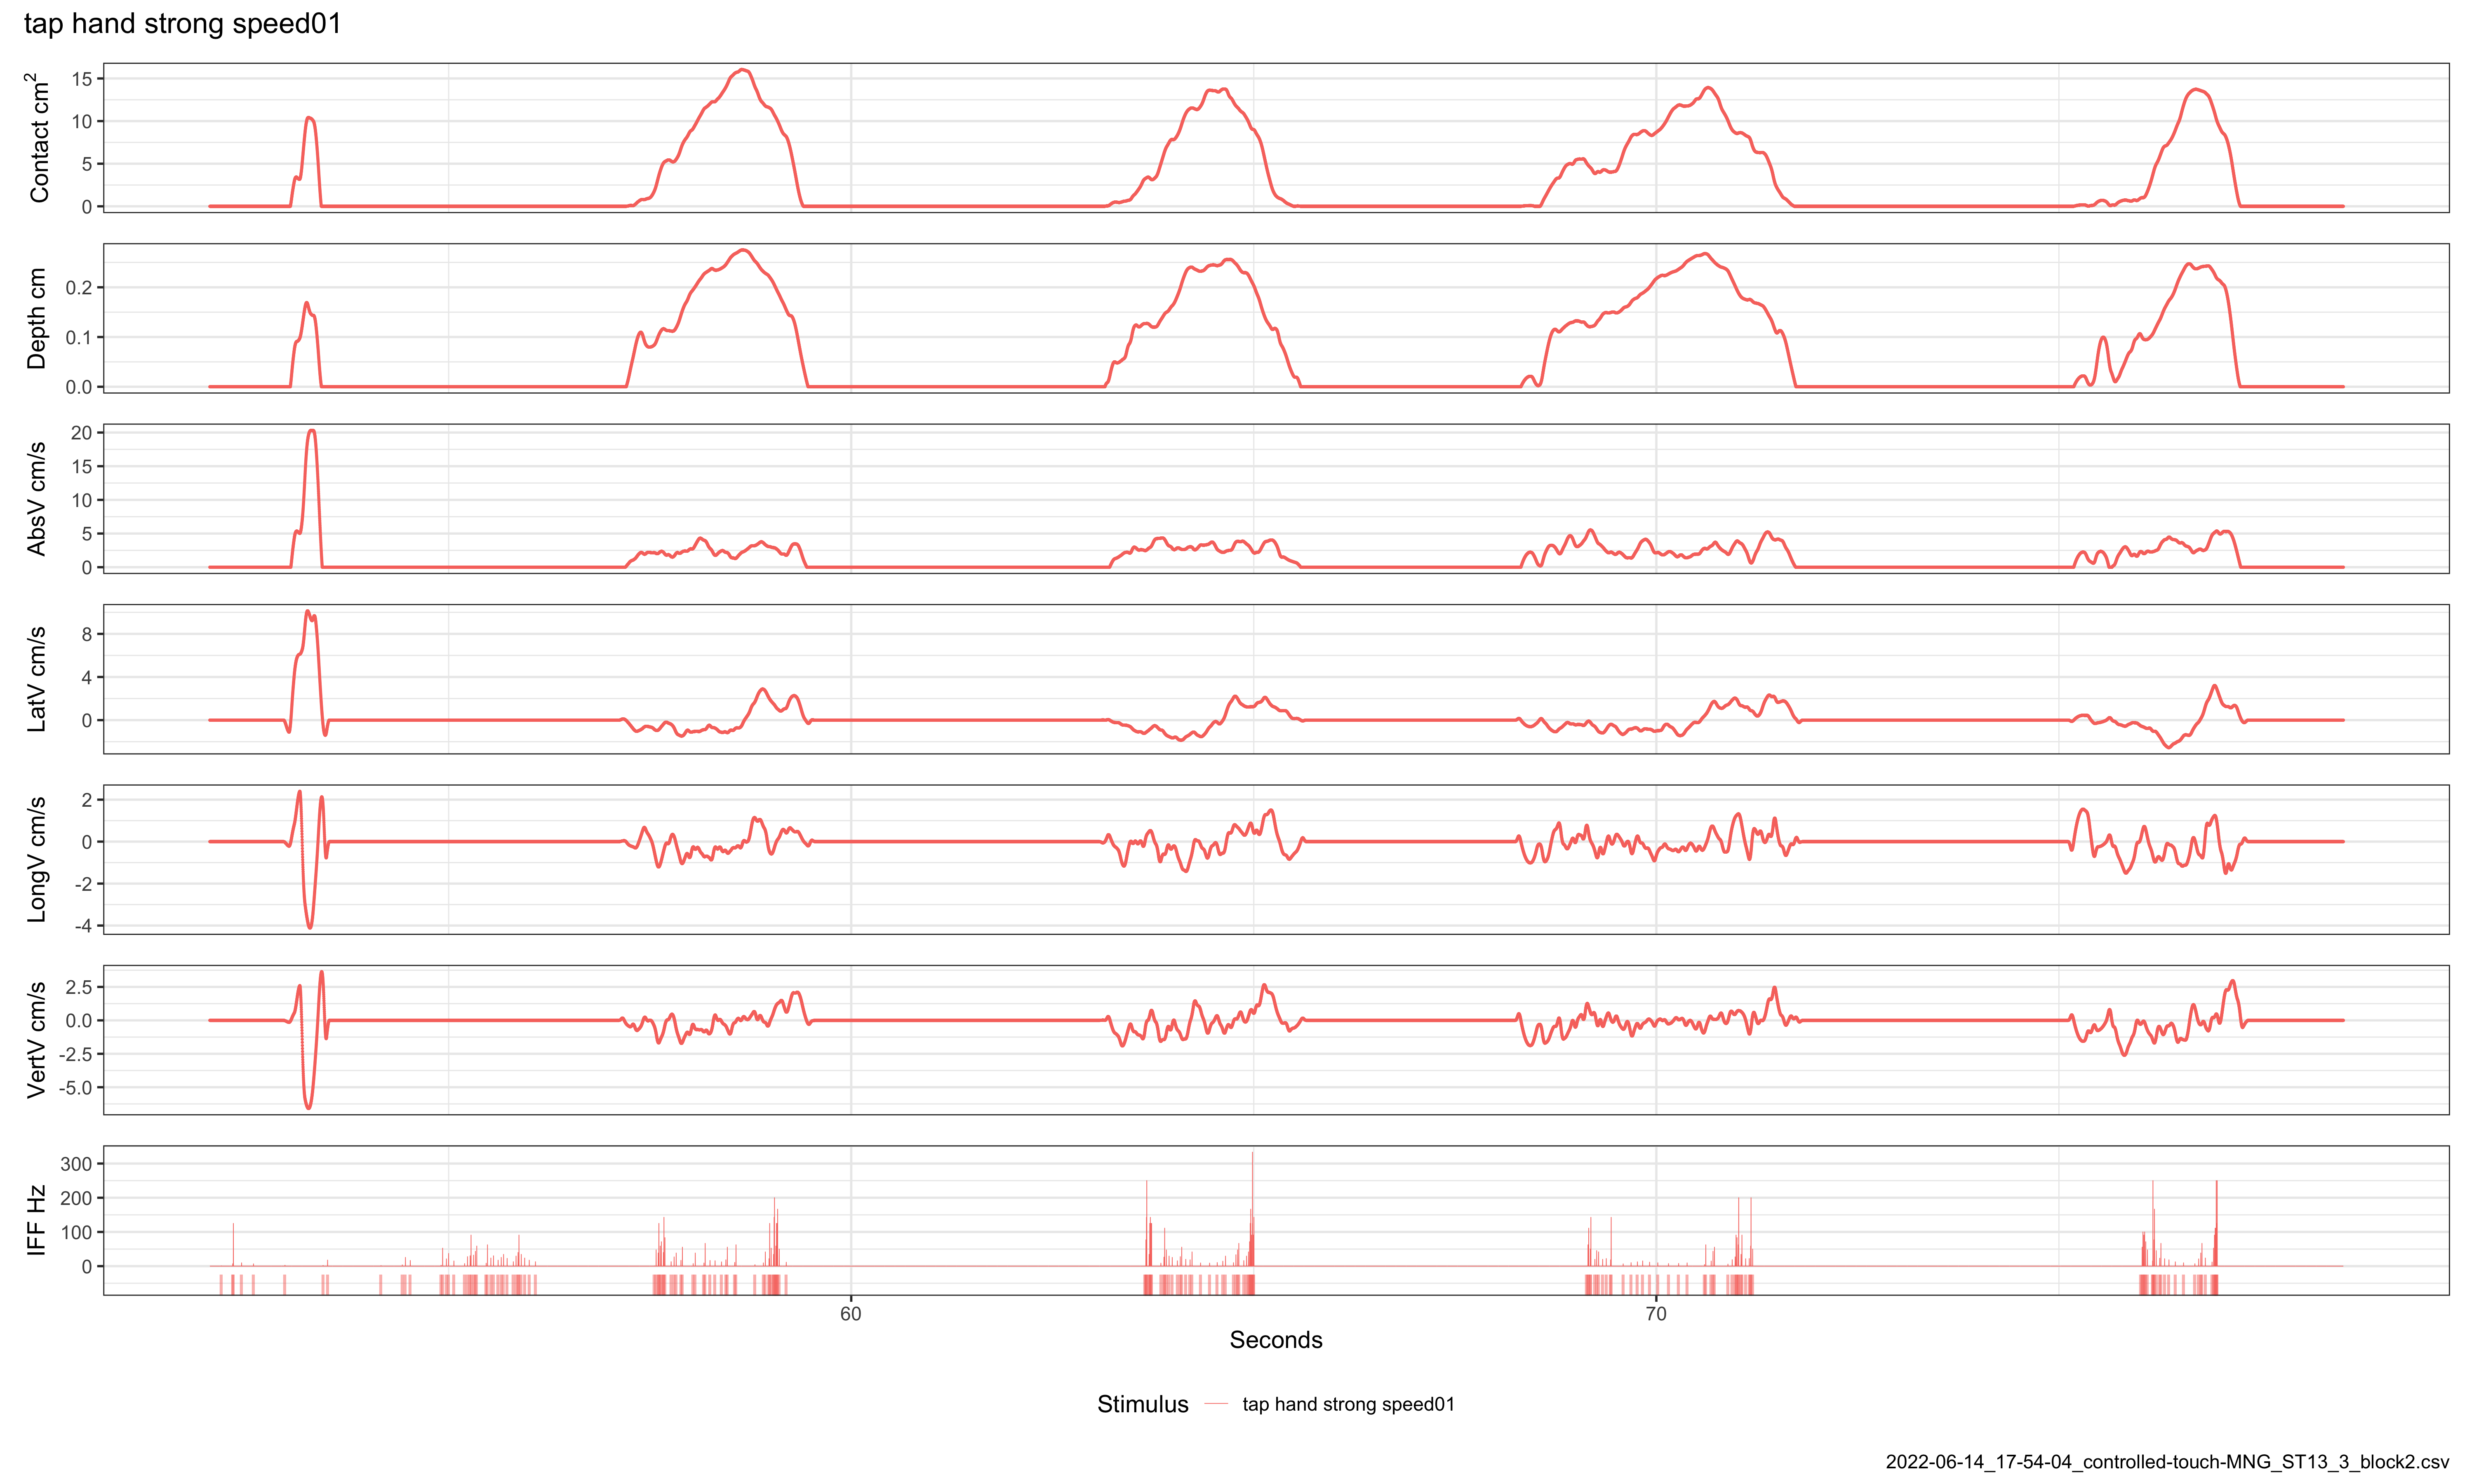 tap hand strong speed01
Contact cm²
15
10
5
0
Depth cm
0.2
0.1
0.0
AbsV cm/s
20
15
10
5
0
LatV cm/s
8
4
0
LongV cm/s
2
0
-2
-4
VertV cm/s
2.5
0.0
-2.5
-5.0
IFF Hz
300
200
100
0
60
70
Seconds
Stimulus tap hand strong speed01
2022-06-14_17-54-04_controlled-touch-MNG_ST13_3_block2.csv